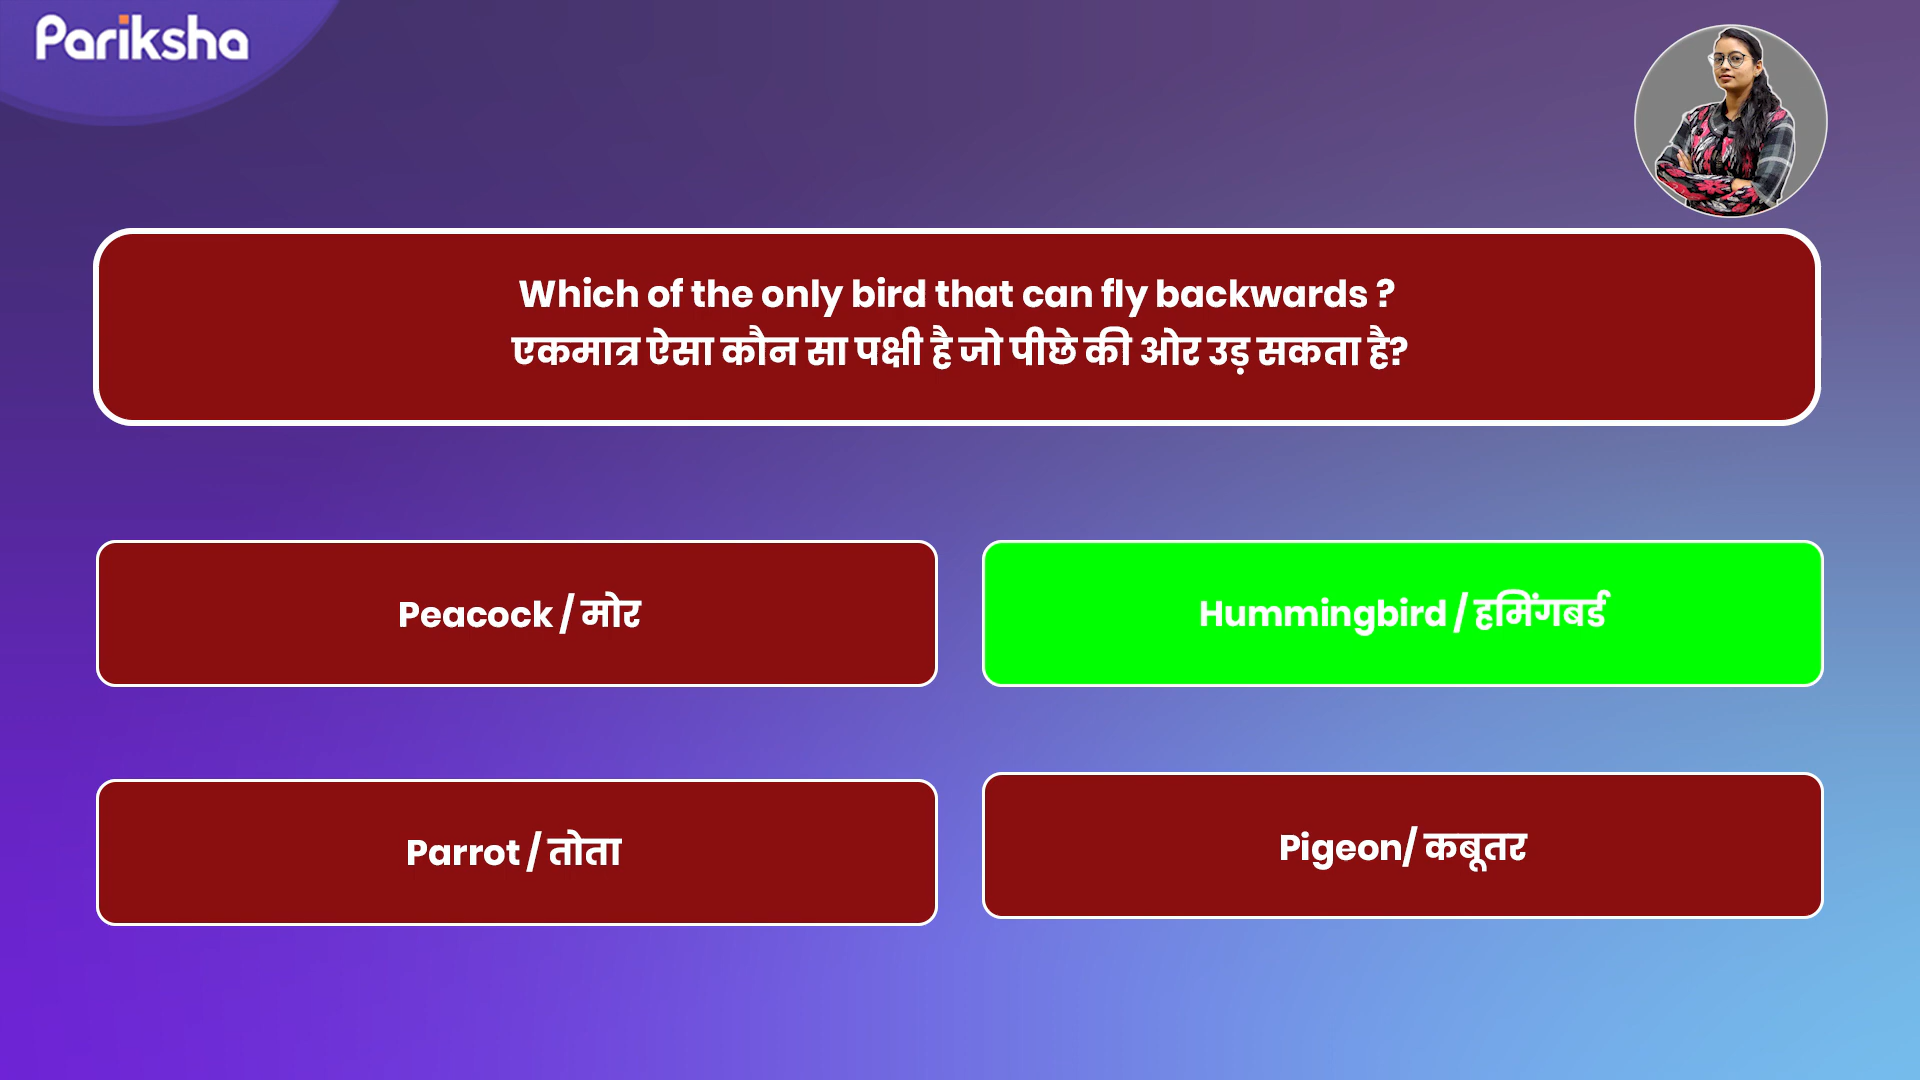 Pariksha
Which of the only bird that can fly backwards ?
एकमात्र ऐसा कौन सा पक्षी है जो पीछे की ओर उड़ सकता है?
Peacock / मोर
Hummingbird / हमिंगबर्ड
Parrot / तोता
Pigeon/ कबूतर